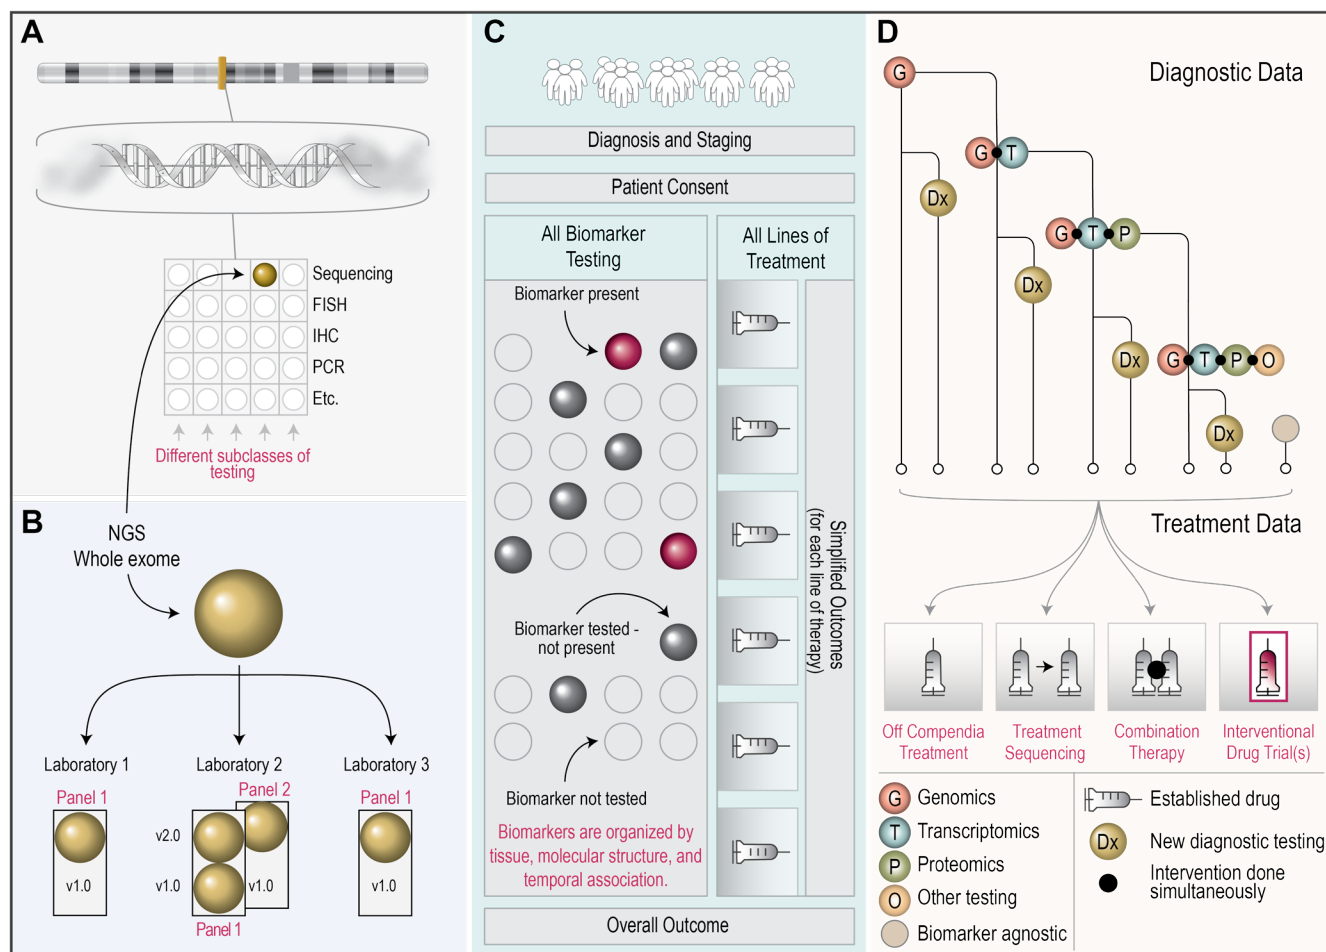 A
Sequencing
FISH
IHC
PCR
Etc.
Different subclasses of
testing
B
NGS
Whole exome
Laboratory 1
Laboratory 2
Laboratory 3
Panel 1
Panel 2
Panel 1
v2.0
v1.0
v1.0
v1.0
v1.0
Panel 1
C
Diagnosis and Staging
Patient Consent
All Biomarker
Testing
All Lines of
Treatment
Biomarker present
Biomarker tested -
not present
Biomarker not tested
Biomarkers are organized by
tissue, molecular structure, and
temporal association.
Simplified Outcomes
(for each line of therapy)
Overall Outcome
D
Diagnostic Data
G
G T
Dx
G T P
Dx
Dx
G T P O
Dx
Treatment Data
Off Compendia
Treatment
Treatment
Sequencing
Combination
Therapy
Interventional
Drug Trial(s)
G Genomics
T Transcriptomics
P Proteomics
O Other testing
Biomarker agnostic
Established drug
Dx New diagnostic testing
Intervention done
simultaneously